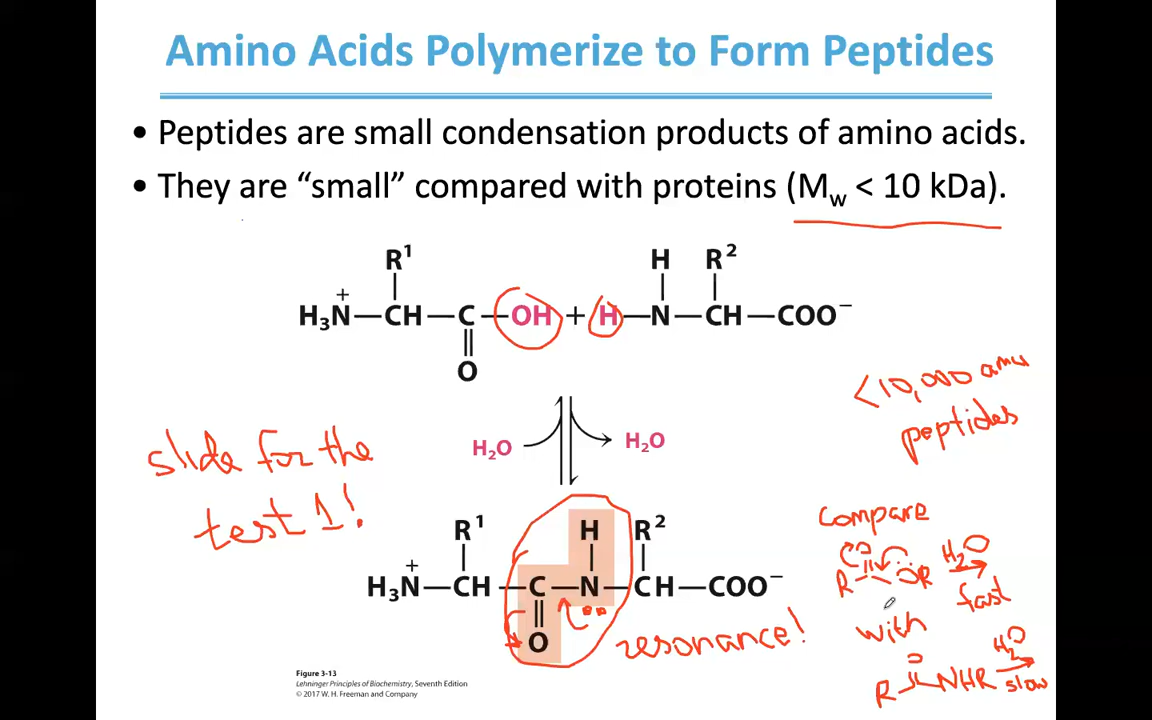 Amino Acids Polymerize to Form Peptides
• Peptides are small condensation products of amino acids.
• They are “small” compared with proteins (Mw < 10 kDa).
R1 H R2
+
H3N—CH—C—OH + H—N—CH—COO−
O
<10,000 amu
peptides
H2O H2O
slide for the
test 1!
compare
R1 H R2
+
H3N—CH—C—N—CH—COO−
O
resonance!
O
R OR H2O
fast
with
O
R NHR H2O
slow
Figure 3-13
Lehninger Principles of Biochemistry, Seventh Edition
© 2017 W. H. Freeman and Company